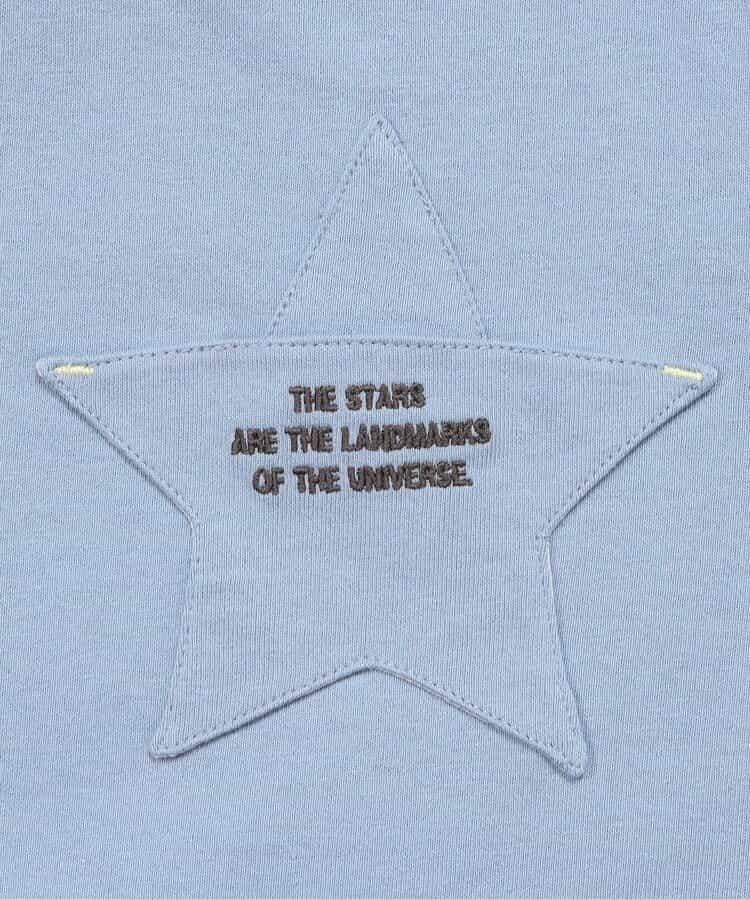 THE STARS
ARE THE LANDMARKS
OF THE UNIVERSE.